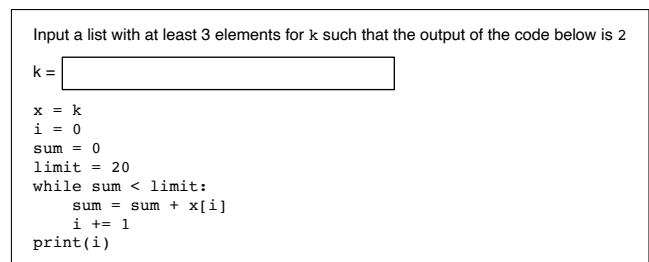 Input a list with at least 3 elements for k such that the output of the code below is 2
k =
x = k
i = 0
sum = 0
limit = 20
while sum < limit:
    sum = sum + x[i]
    i += 1
print(i)